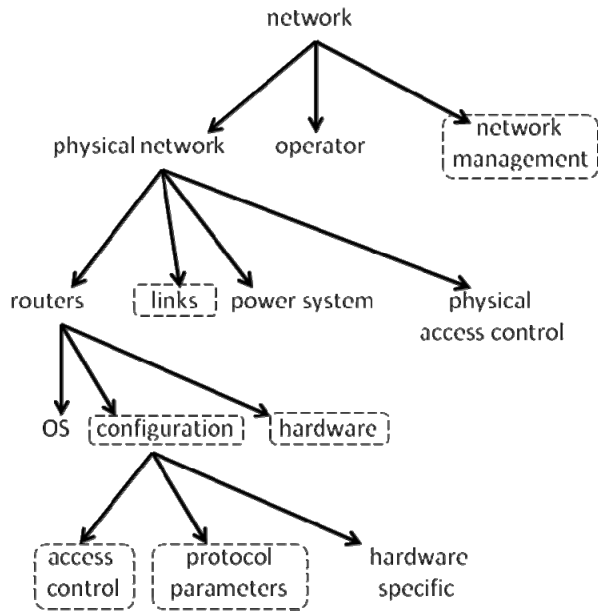 network
physical network operator network
management
routers links power system physical
access control
OS configuration hardware
access protocol hardware
control parameters specific